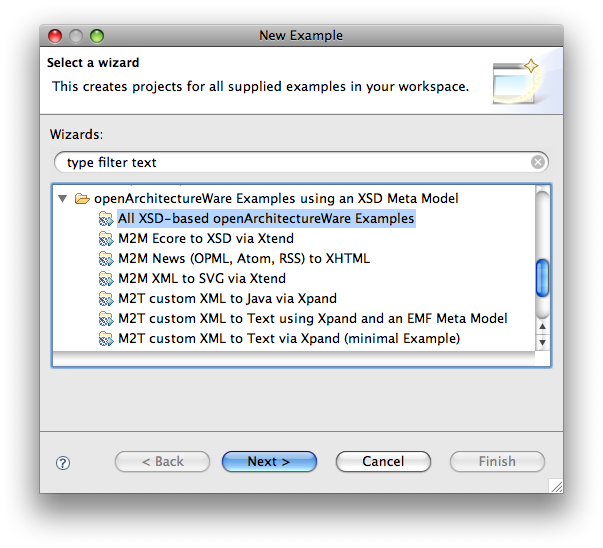 New Example
Select a wizard
This creates projects for all supplied examples in your workspace.
Wizards:
type filter text
openArchitectureWare Examples using an XSD Meta Model
All XSD-based openArchitectureWare Examples
M2M Ecore to XSD via Xtend
M2M News (OPML, Atom, RSS) to XHTML
M2M XML to SVG via Xtend
M2T custom XML to Java via Xpand
M2T custom XML to Text using Xpand and an EMF Meta Model
M2T custom XML to Text via Xpand (minimal Example)
? < Back Next > Cancel Finish